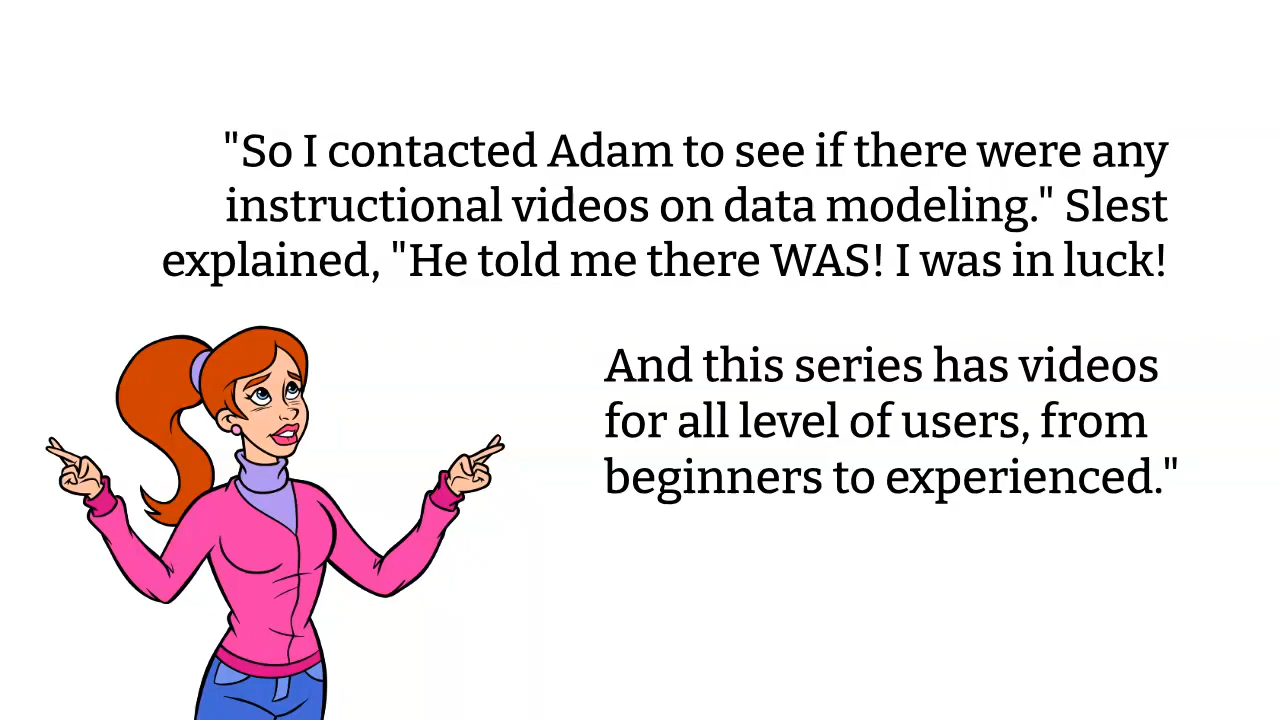 "So I contacted Adam to see if there were any
instructional videos on data modeling." Slest
explained, "He told me there WAS! I was in luck!
And this series has videos
for all level of users, from
beginners to experienced."